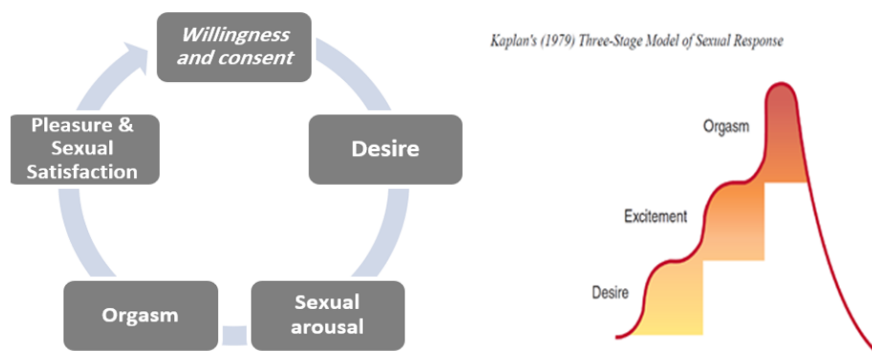 Willingness
and consent
Desire
Sexual
arousal
Orgasm
Pleasure &
Sexual
Satisfaction
Kaplan's (1979) Three-Stage Model of Sexual Response
Orgasm
Excitement
Desire